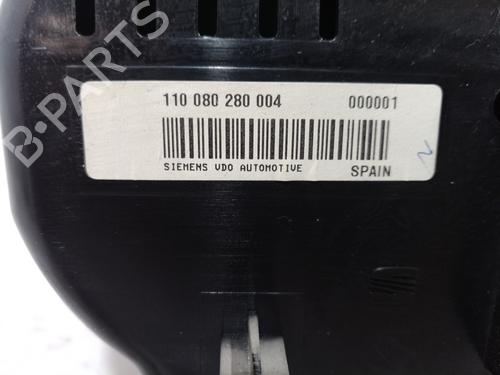 B-PARTS
110 080 280 004 000001
SIEMENS VDO AUTOMOTIVE SPAIN